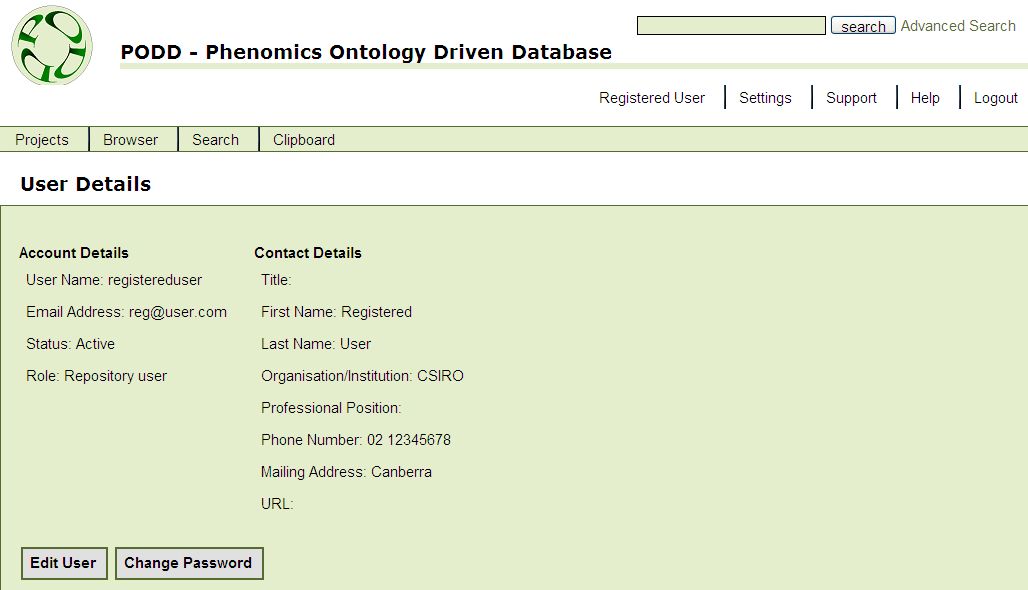 search Advanced Search
PODD - Phenomics Ontology Driven Database
Registered User Settings Support Help Logout
Projects Browser Search Clipboard
User Details
Account Details
User Name: registereduser
Email Address: reg@user.com
Status: Active
Role: Repository user
Contact Details
Title:
First Name: Registered
Last Name: User
Organisation/Institution: CSIRO
Professional Position:
Phone Number: 02 12345678
Mailing Address: Canberra
URL:
Edit User Change Password